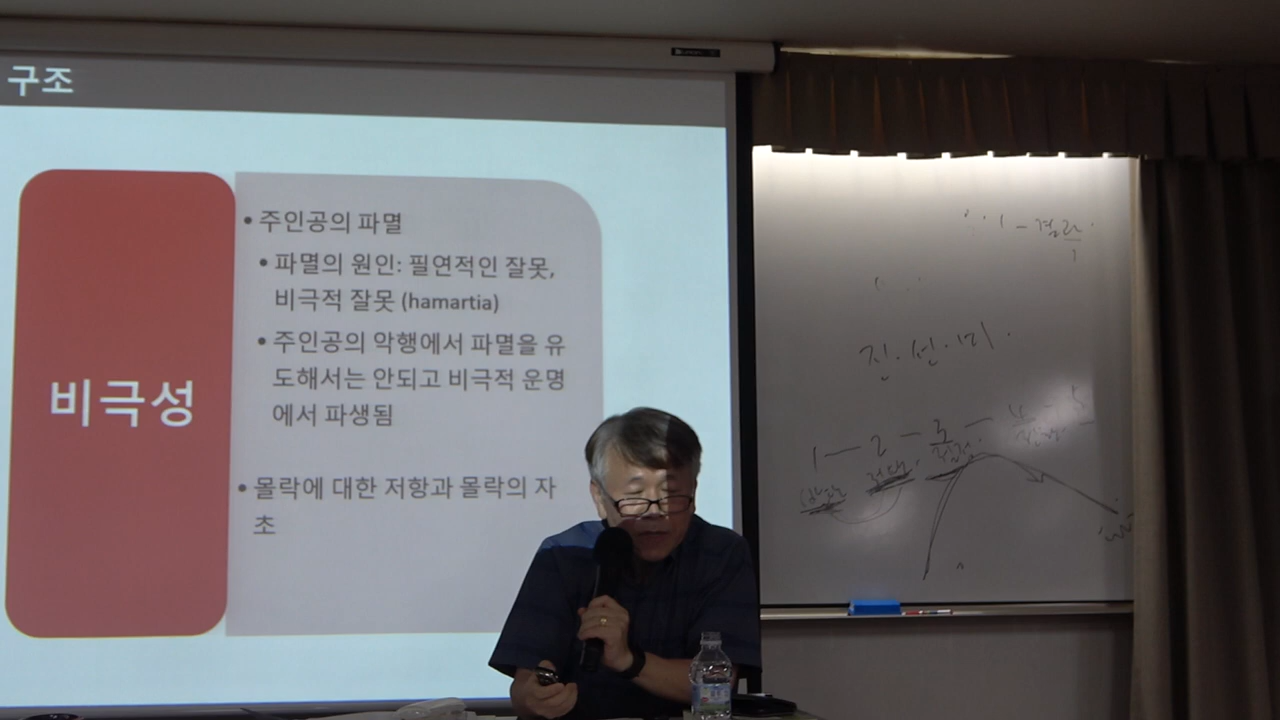 구조
비극성
• 주인공의 파멸
• 파멸의 원인: 필연적인 잘못,
비극적 잘못 (hamartia)
• 주인공의 악행에서 파멸을 유
도해서는 안되고 비극적 운명
에서 파생됨
• 몰락에 대한 저항과 몰락의 자
초
진·선·미·
1 — 2 — 3 —